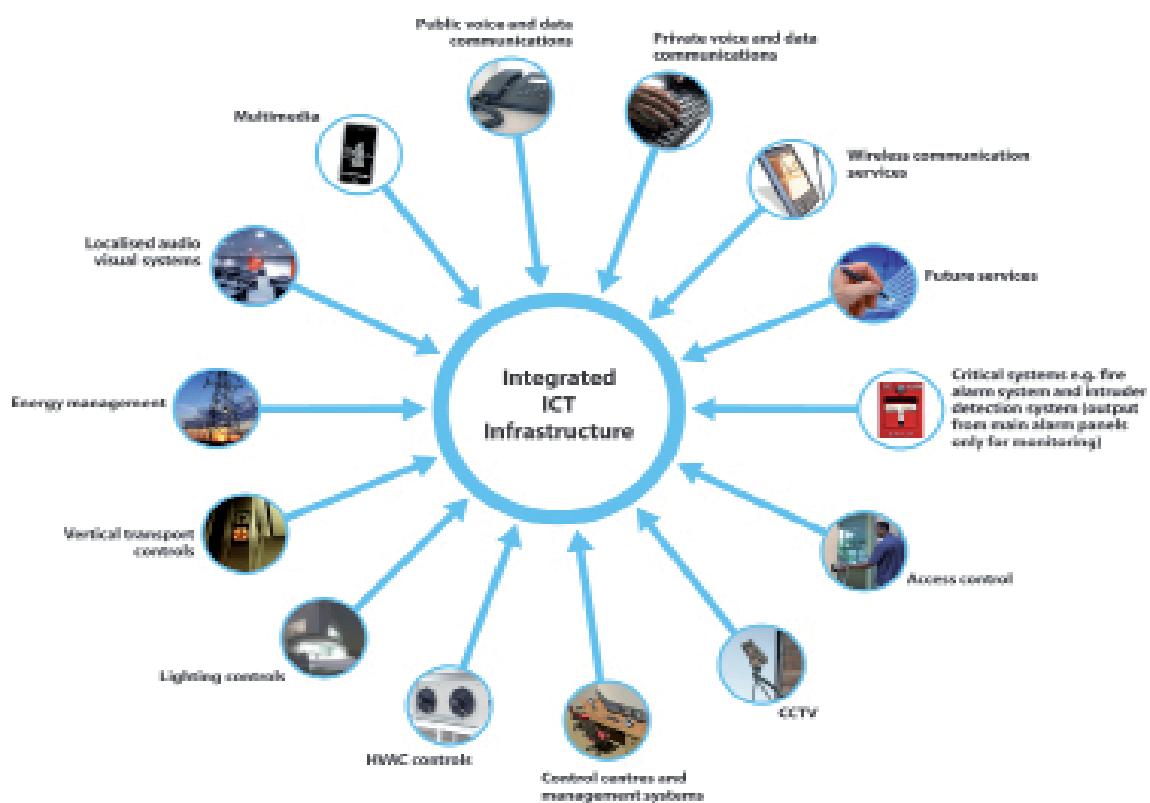 Public voice and data
communications
Private voice and data
communications
Multimedia
Wireless communication
services
Localised audio
visual systems
Future services
Integrated
ICT
Infrastructure
Energy management
Critical systems e.g. fire
alarm system and intruder
detection system (output
from main alarm panels
only for monitoring)
Vertical transport
controls
Access control
Lighting controls
CCTV
HVAC controls
Control centres and
management systems